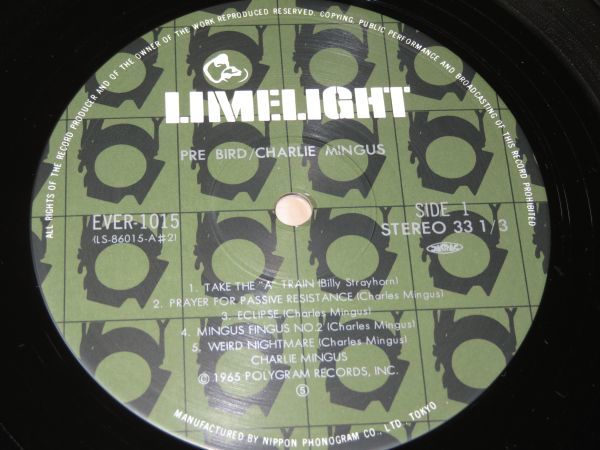 ALL RIGHTS OF THE RECORD PRODUCER AND OF THE OWNER OF THE WORK REPRODUCED RESERVED. COPYING, PUBLIC PERFORMANCE AND BROADCASTING OF THIS RECORD PROHIBITED
LIMELIGHT
PRE BIRD/CHARLIE MINGUS
EVER-1015
(LS-86015-A♯2)
SIDE 1
STEREO 33 1/3
1. TAKE THE "A" TRAIN (Billy Strayhorn)
2. PRAYER FOR PASSIVE RESISTANCE (Charles Mingus)
3. ECLIPSE (Charles Mingus)
4. MINGUS FINGUS NO.2 (Charles Mingus)
5. WEIRD NIGHTMARE (Charles Mingus)
CHARLIE MINGUS
Ⓒ 1965 POLYGRAM RECORDS, INC.
⑤
MANUFACTURED BY NIPPON PHONOGRAM CO., LTD., TOKYO